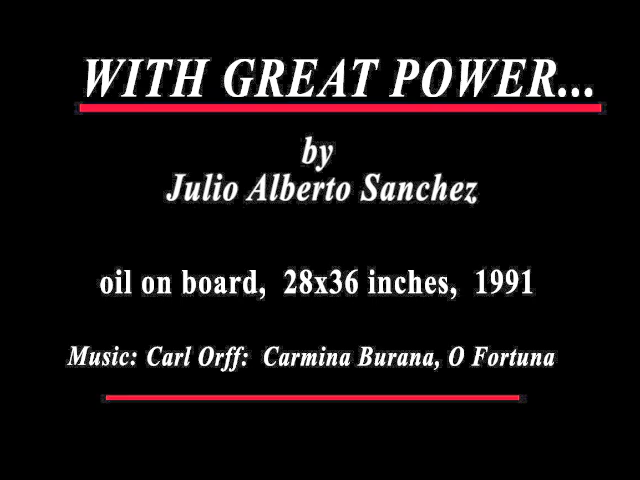 WITH GREAT POWER...
by
Julio Alberto Sanchez
oil on board, 28x36 inches, 1991
Music: Carl Orff: Carmina Burana, O Fortuna